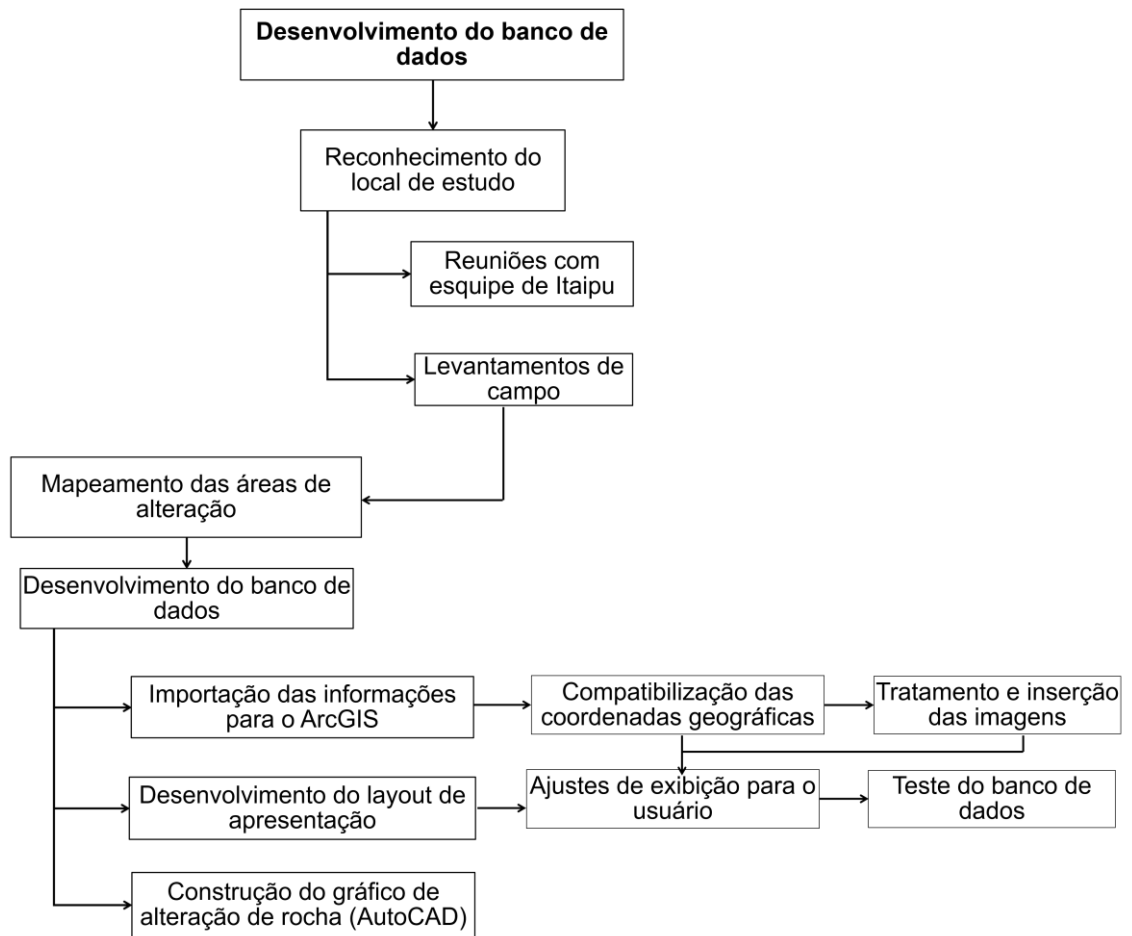 Desenvolvimento do banco de
dados
Reconhecimento do
local de estudo
Reuniões com
esquipe de Itaipu
Levantamentos de
campo
Mapeamento das áreas de
alteração
Desenvolvimento do banco de
dados
Importação das informações
para o ArcGIS
Compatibilização das
coordenadas geográficas
Tratamento e inserção
das imagens
Desenvolvimento do layout de
apresentação
Ajustes de exibição para o
usuário
Teste do banco de
dados
Construção do gráfico de
alteração de rocha (AutoCAD)